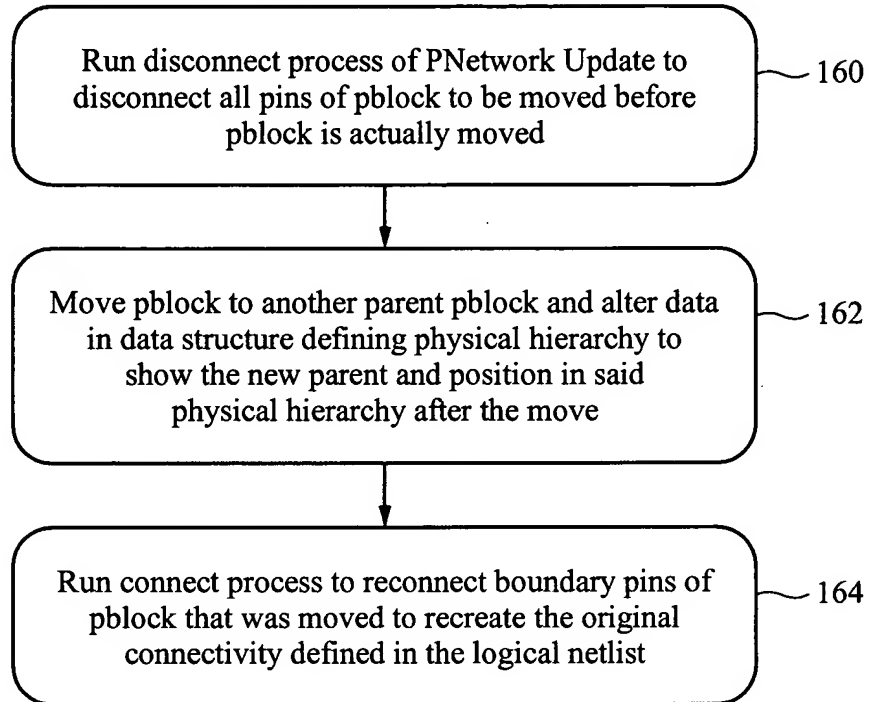 Run disconnect process of PNetwork Update to
disconnect all pins of pblock to be moved before
pblock is actually moved
160
Move pblock to another parent pblock and alter data
in data structure defining physical hierarchy to
show the new parent and position in said
physical hierarchy after the move
162
Run connect process to reconnect boundary pins of
pblock that was moved to recreate the original
connectivity defined in the logical netlist
164